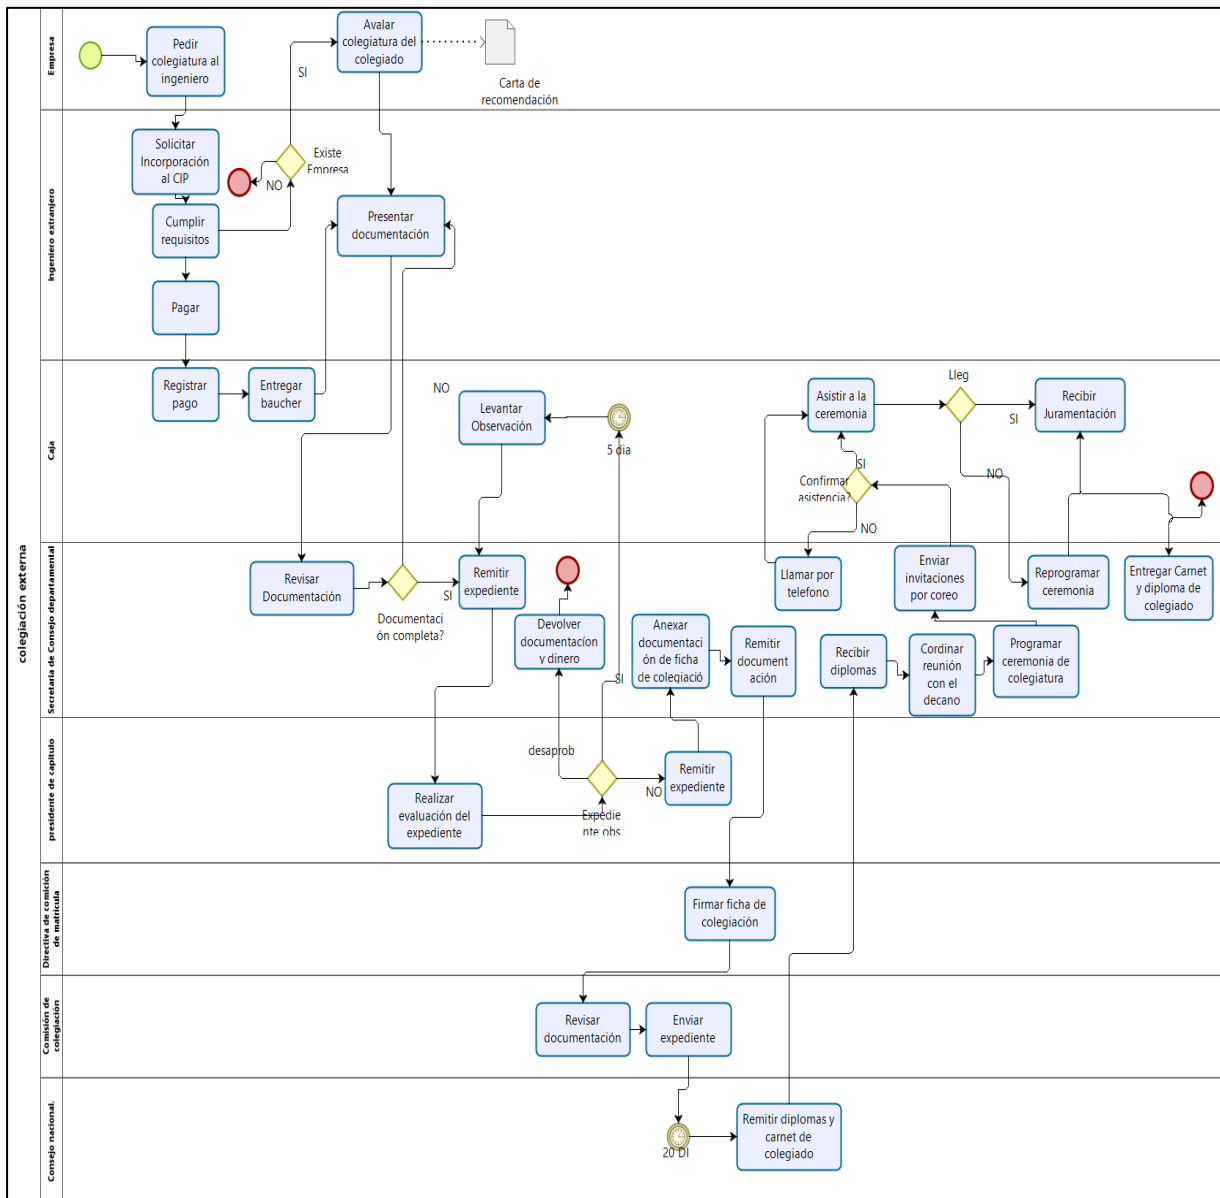 colegiación externa
Empresa
Pedir
colegiatura al
ingeniero
SI
Avalar
colegiatura del
colegiado
Carta de
recomendación
Ingeniero extranjero
Solicitar
Incorporación
al CIP
Existe
Empresa
NO
Cumplir
requisitos
Presentar
documentación
Pagar
Caja
Registrar
pago
Entregar
baucher
NO
Levantar
Observación
5 dia
Asistir a la
ceremonia
Lleg
SI
Recibir
Juramentación
SI
NO
Confirmar
asistencia?
NO
Secretaria de Consejo departamental
Revisar
Documentación
SI
Documentaci
ón completa?
Remitir
expediente
Devolver
documentacíon
y dinero
SI
Anexar
documentaci
ón de ficha
de colegiació
Remitir
document
ación
Llamar por
telefono
Recibir
diplomas
Enviar
invitaciones
por coreo
Cordinar
reunión
con el
decano
Programar
ceremonia de
colegiatura
Reprogramar
ceremonia
Entregar Carnet
y diploma de
colegiado
presidente de capitulo
Realizar
evaluación del
expediente
desaprob
Expedie
nte obs
NO
Remitir
expediente
Directiva de comición
de matrícula
Firmar ficha de
colegiación
Comisión de
colegiación
Revisar
documentación
Enviar
expediente
Consejo nacional.
20 DI
Remitir diplomas y
carnet de
colegiado